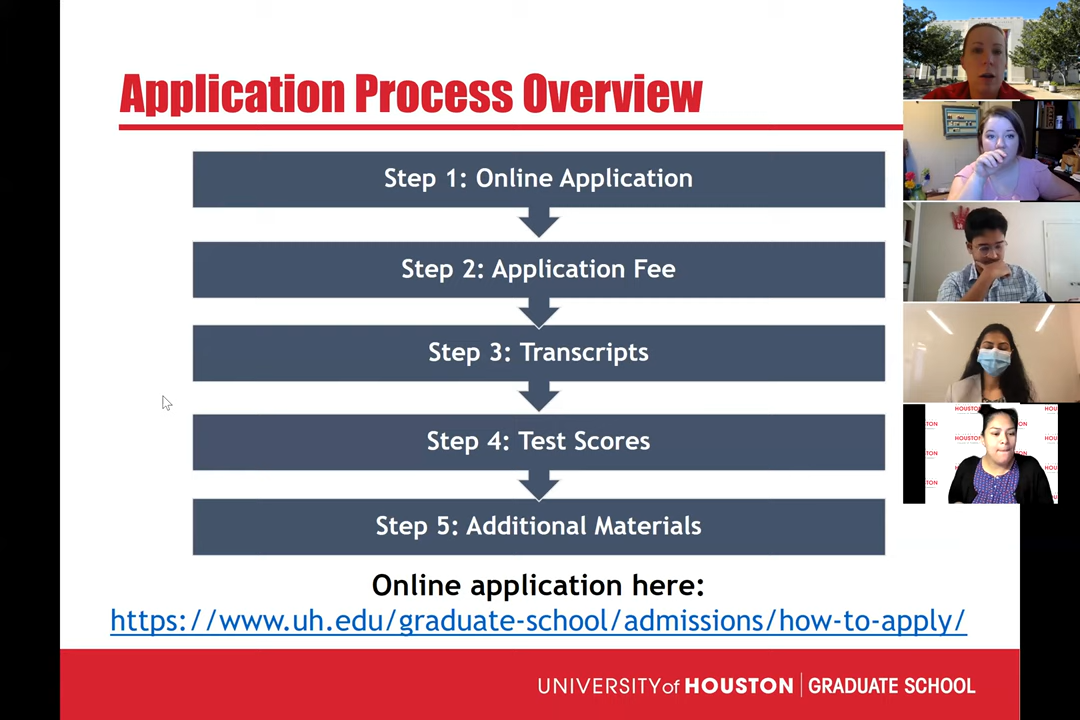 Application Process Overview
Step 1: Online Application
Step 2: Application Fee
Step 3: Transcripts
Step 4: Test Scores
Step 5: Additional Materials
Online application here:
https://www.uh.edu/graduate-school/admissions/how-to-apply/
UNIVERSITY of HOUSTON | GRADUATE SCHOOL
HOUSTON